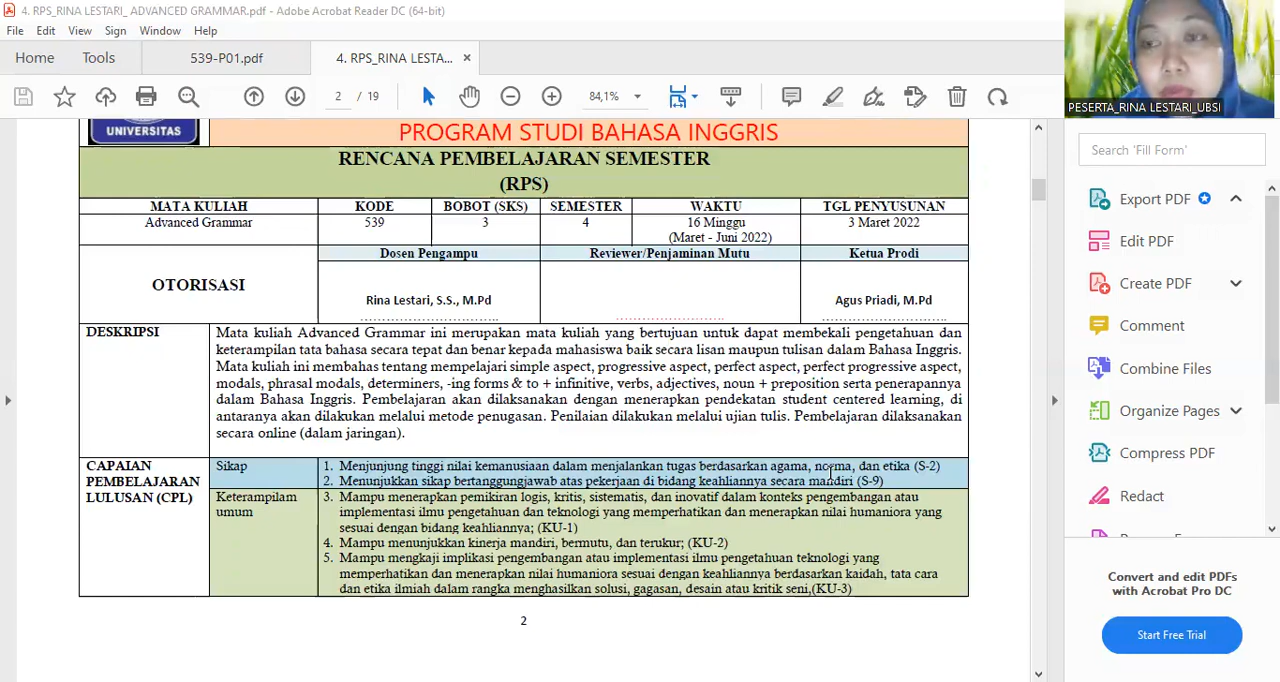 4. RPS_RINA LESTARI_ ADVANCED GRAMMAR.pdf - Adobe Acrobat Reader DC (64-bit)
File Edit View Sign Window Help
Home Tools 539-P01.pdf 4. RPS_RINA LESTA... ×
2 / 19 84,1%
PESERTA_RINA LESTARI_UBSI
UNIVERSITAS
PROGRAM STUDI BAHASA INGGRIS
RENCANA PEMBELAJARAN SEMESTER
(RPS)
MATA KULIAH KODE BOBOT (SKS) SEMESTER WAKTU TGL PENYUSUNAN
Advanced Grammar 539 3 4 16 Minggu 3 Maret 2022
(Maret - Juni 2022)
OTORISASI
Dosen Pengampu Reviewer/Penjaminan Mutu Ketua Prodi
Rina Lestari, S.S., M.Pd Agus Priadi, M.Pd
DESKRIPSI
Mata kuliah Advanced Grammar ini merupakan mata kuliah yang bertujuan untuk dapat membekali pengetahuan dan
keterampilan tata bahasa secara tepat dan benar kepada mahasiswa baik secara lisan maupun tulisan dalam Bahasa Inggris.
Mata kuliah ini membahas tentang mempelajari simple aspect, progressive aspect, perfect aspect, perfect progressive aspect,
modals, phrasal modals, determiners, -ing forms & to + infinitive, verbs, adjectives, noun + preposition serta penerapannya
dalam Bahasa Inggris. Pembelajaran akan dilaksanakan dengan menerapkan pendekatan student centered learning, di
antaranya akan dilakukan melalui metode penugasan. Penilaian dilakukan melalui ujian tulis. Pembelajaran dilaksanakan
secara online (dalam jaringan).
CAPAIAN
PEMBELAJARAN
LULUSAN (CPL)
Sikap
1. Menjunjung tinggi nilai kemanusiaan dalam menjalankan tugas berdasarkan agama, norma, dan etika (S-2)
2. Menunjukkan sikap bertanggungjawab atas pekerjaan di bidang keahliannya secara mandiri (S-9)
Keterampilam
umum
3. Mampu menerapkan pemikiran logis, kritis, sistematis, dan inovatif dalam konteks pengembangan atau
implementasi ilmu pengetahuan dan teknologi yang memperhatikan dan menerapkan nilai humaniora yang
sesuai dengan bidang keahliannya; (KU-1)
4. Mampu menunjukkan kinerja mandiri, bermutu, dan terukur; (KU-2)
5. Mampu mengkaji implikasi pengembangan atau implementasi ilmu pengetahuan teknologi yang
memperhatikan dan menerapkan nilai humaniora sesuai dengan keahliannya berdasarkan kaidah, tata cara
dan etika ilmiah dalam rangka menghasilkan solusi, gagasan, desain atau kritik seni,(KU-3)
2
Search 'Fill Form'
Export PDF
Edit PDF
Create PDF
Comment
Combine Files
Organize Pages
Compress PDF
Redact
Convert and edit PDFs
with Acrobat Pro DC
Start Free Trial